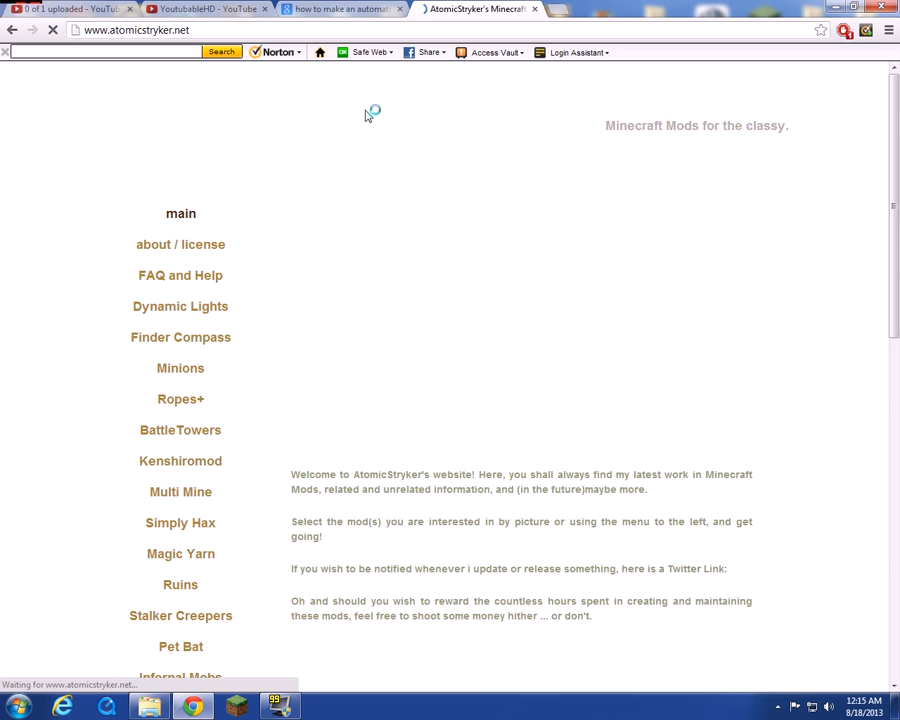 0 of 1 uploaded - YouTub
YoutubableHD - YouTube
how to make an automat
AtomicStryker's Minecraft
www.atomicstryker.net
Search
Norton
Safe Web
Share
Access Vault
Login Assistant
Minecraft Mods for the classy.
main
about / license
FAQ and Help
Dynamic Lights
Finder Compass
Minions
Ropes+
BattleTowers
Kenshiromod
Multi Mine
Simply Hax
Magic Yarn
Ruins
Stalker Creepers
Pet Bat
Infernal Mobs
Welcome to AtomicStryker's website! Here, you shall always find my latest work in Minecraft
Mods, related and unrelated information, and (in the future)maybe more.
Select the mod(s) you are interested in by picture or using the menu to the left, and get
going!
If you wish to be notified whenever i update or release something, here is a Twitter Link:
Oh and should you wish to reward the countless hours spent in creating and maintaining
these mods, feel free to shoot some money hither ... or don't.
Waiting for www.atomicstryker.net...
99
12:15 AM
8/18/2013